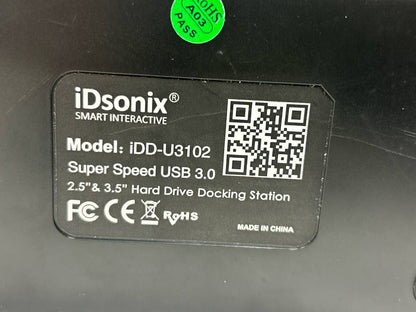 RoHS
A03
PASS
iDsonix®
SMART INTERACTIVE
Model: iDD-U3102
Super Speed USB 3.0
2.5"& 3.5" Hard Drive Docking Station
FC CE RoHS
MADE IN CHINA